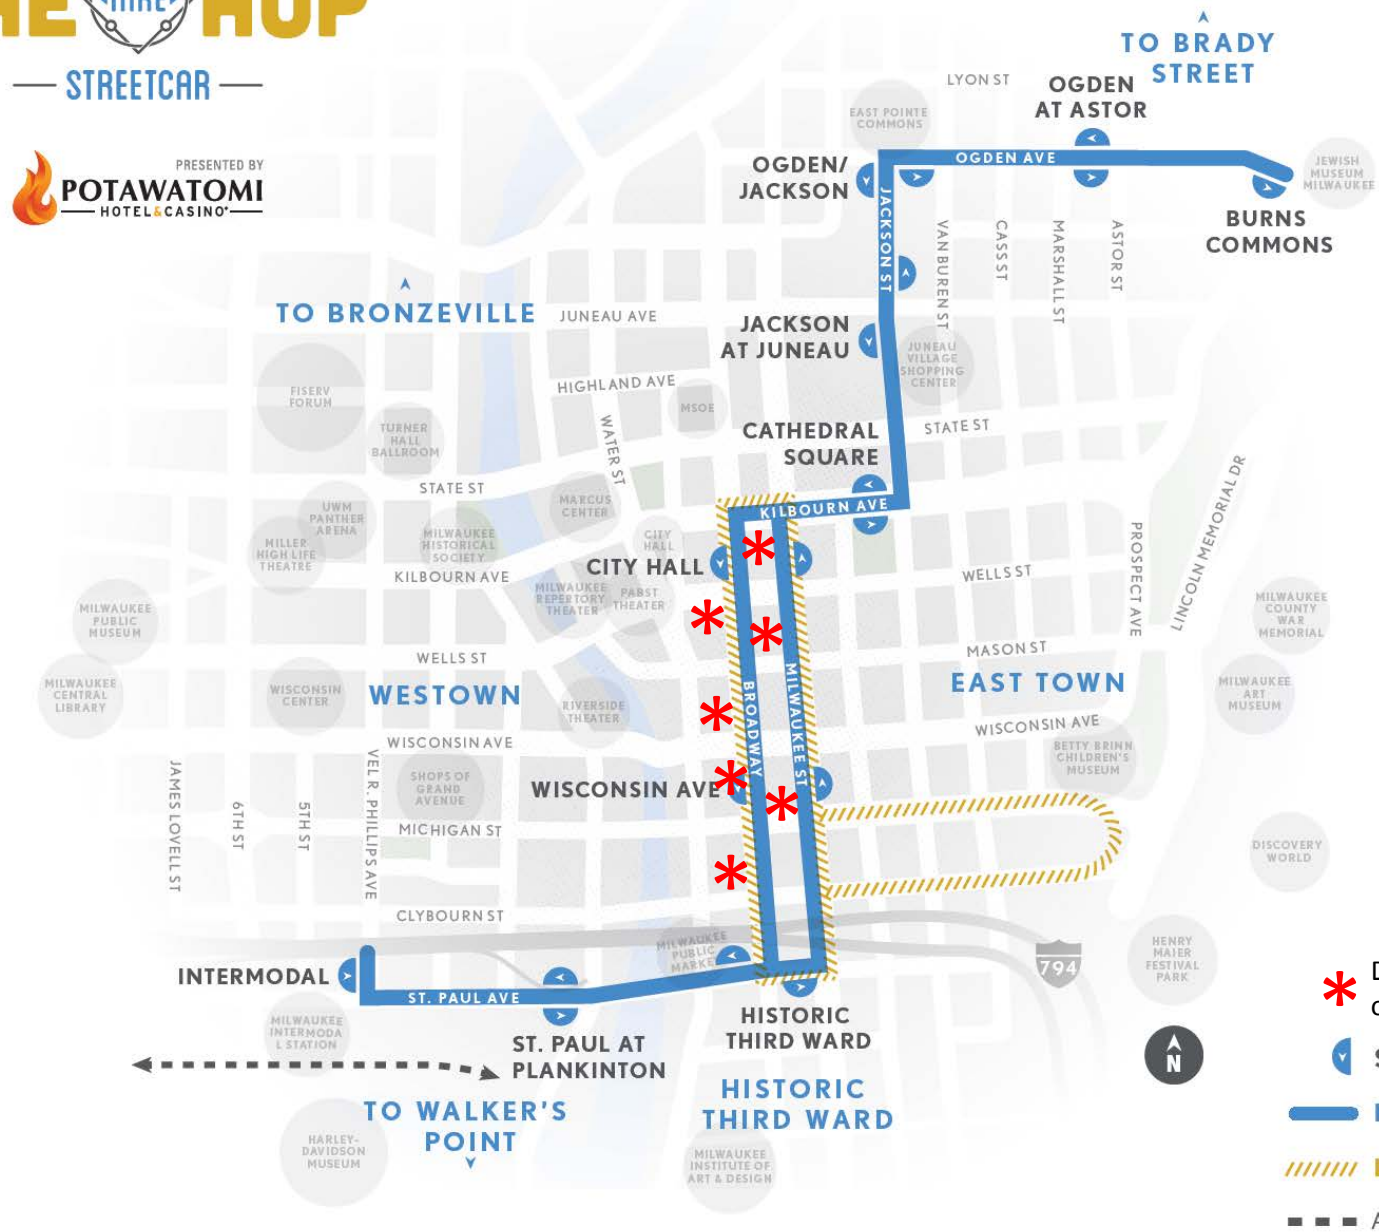 HOP
STREETCAR
PRESENTED BY
POTAWATOMI
HOTEL&CASINO
TO BRADY
STREET
LYON ST
OGDEN
AT ASTOR
EAST POINTE
COMMONS
OGDEN/
JACKSON
OGDEN AVE
JEWISH
MUSEUM
MILWAUKEE
BURNS
COMMONS
JACKSON ST
VAN BUREN ST
CASS ST
MARSHALL ST
ASTOR ST
TO BRONZEVILLE
JUNEAU AVE
JACKSON
AT JUNEAU
JUNEAU
VILLAGE
SHOPPING
CENTER
FISERV
FORUM
HIGHLAND AVE
MSOE
TURNER
HALL
BALLROOM
WATER ST
CATHEDRAL
SQUARE
STATE ST
STATE ST
LINCOLN MEMORIAL DR
UWM
PANTHER
ARENA
MARCUS
CENTER
KILBOURN AVE
MILLER
HIGH LIFE
THEATRE
MILWAUKEE
HISTORICAL
SOCIETY
CITY
HALL
CITY HALL
PROSPECT AVE
KILBOURN AVE
WELLS ST
MILWAUKEE
REPERTORY
THEATER
PABST
THEATER
MILWAUKEE
PUBLIC
MUSEUM
MILWAUKEE
COUNTY
WAR
MEMORIAL
WELLS ST
MASON ST
MILWAUKEE
CENTRAL
LIBRARY
WISCONSIN
CENTER
WESTOWN
RIVERSIDE
THEATER
BROADWAY
MILWAUKEE ST
EAST TOWN
MILWAUKEE
ART
MUSEUM
WISCONSIN AVE
WISCONSIN AVE
BETTY BRINN
CHILDREN'S
MUSEUM
SHOPS OF
GRAND
AVENUE
WISCONSIN AVE
JAMES LOVELL ST
6TH ST
5TH ST
VEL R. PHILLIPS AVE
MICHIGAN ST
DISCOVERY
WORLD
CLYBOURN ST
MILWAUKEE
PUBLIC
MARKET
HENRY
MAIER
FESTIVAL
PARK
794
INTERMODAL
ST. PAUL AVE
MILWAUKEE
INTERMODA
L STATION
ST. PAUL AT
PLANKINTON
HISTORIC
THIRD WARD
N
TO WALKER'S
POINT
HISTORIC
THIRD WARD
HARLEY-
DAVIDSON
MUSEUM
MILWAUKEE
INSTITUTE OF
ART & DESIGN